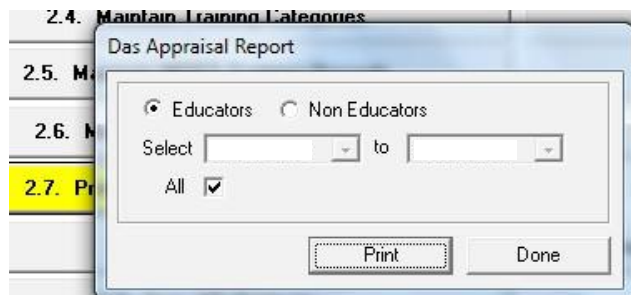 2.4. Maintain Training Categories
Das Appraisal Report
2.5. Ma
Educators Non Educators
2.6. M
Select to
2.7. Pr
All
Print Done